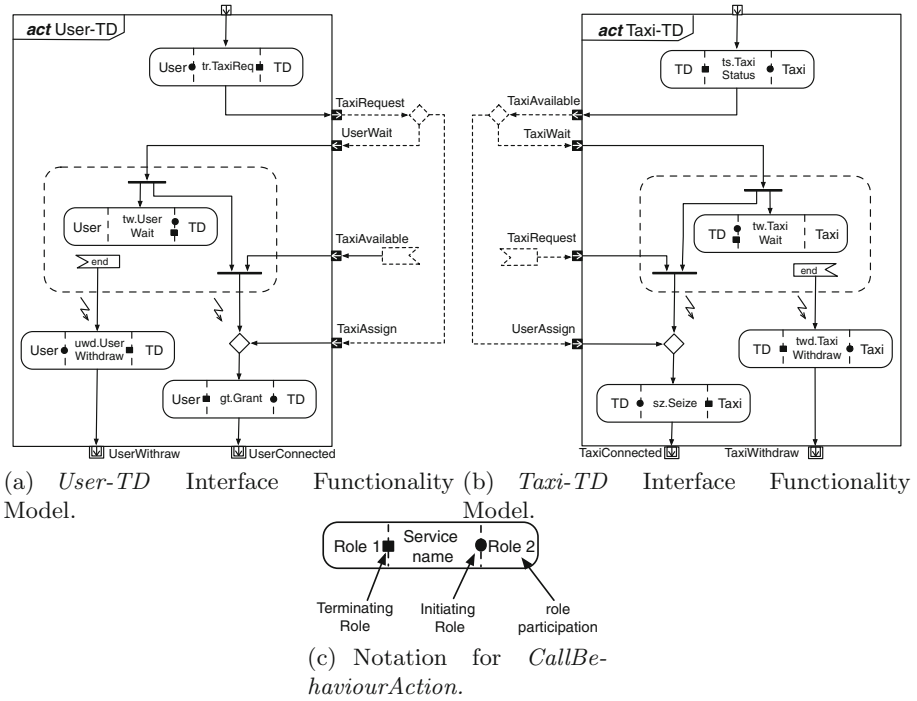 act User-TD
User tr.TaxiReq TD
TaxiRequest
UserWait
User tw.User Wait TD
end
TaxiAvailable
TaxiAssign
User uwd.User Withdraw TD
User gt.Grant TD
UserWithraw
UserConnected
act Taxi-TD
TD ts.Taxi Status Taxi
TaxiAvailable
TaxiWait
TD tw.Taxi Wait Taxi
TaxiRequest
end
UserAssign
TD twd.Taxi Withdraw Taxi
TD sz.Seize Taxi
TaxiConnected
TaxiWithdraw
(a) User-TD Interface Functionality
Model.
(b) Taxi-TD Interface Functionality
Model.
Role 1 Service name Role 2
Terminating Role
Initiating Role
role participation
(c) Notation for CallBe-
haviourAction.